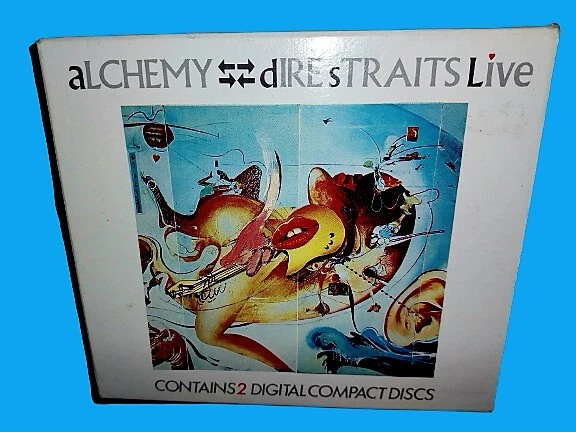 aLCHEMY ⇆ dIRE sTRAITS Live
CONTAINS 2 DIGITAL COMPACT DISCS